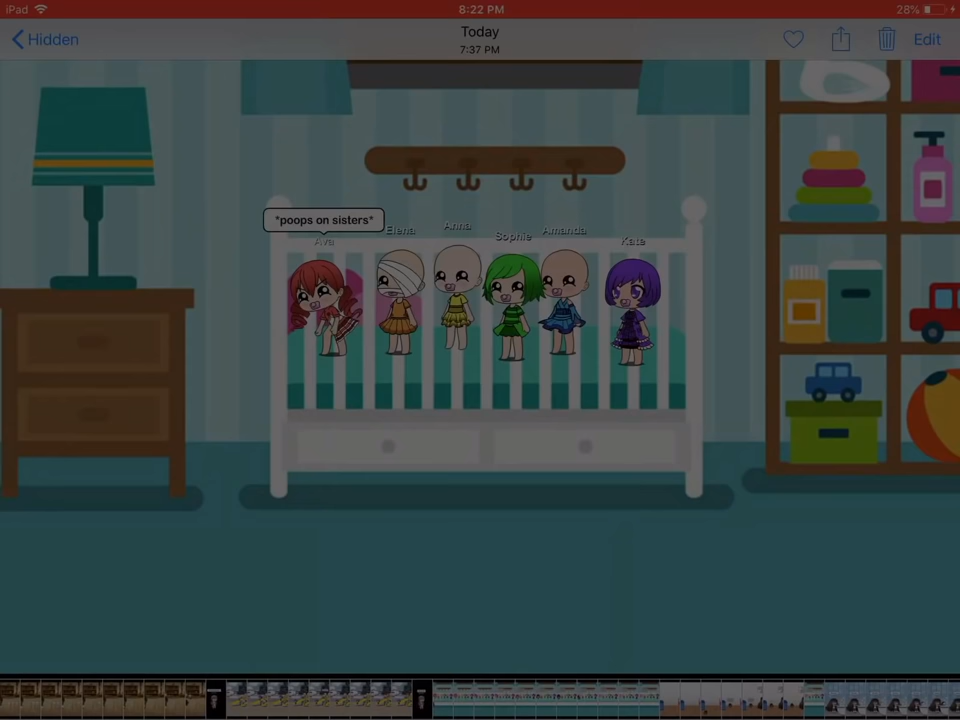 iPad
8:22 PM
28%
Hidden
Today
7:37 PM
Edit
*poops on sisters*
Ava
Elena
Anna
Sophie
Amanda
Kate